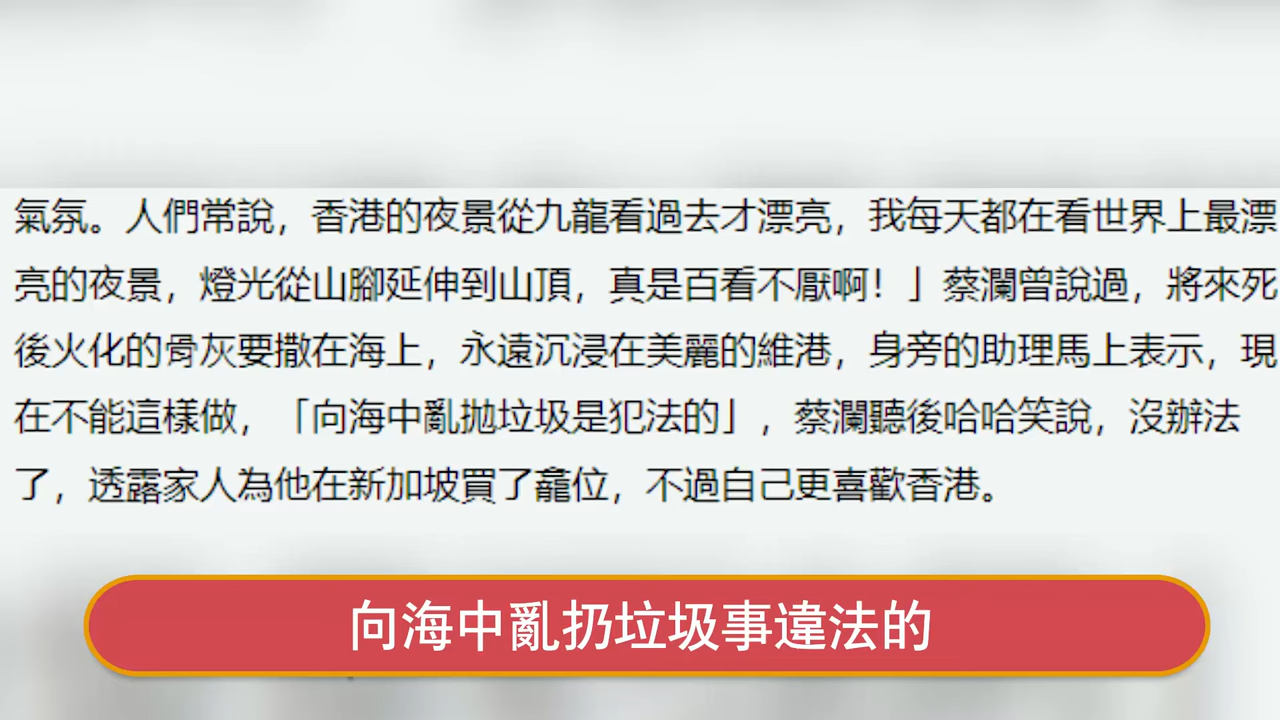 氣氛。人們常說，香港的夜景從九龍看過去才漂亮，我每天都在看世界上最漂
亮的夜景，燈光從山腳延伸到山頂，真是百看不厭啊！」蔡瀾曾說過，將來死
後火化的骨灰要撒在海上，永遠沉浸在美麗的維港，身旁的助理馬上表示，現
在不能這樣做，「向海中亂拋垃圾是犯法的」，蔡瀾聽後哈哈笑說，沒辦法
了，透露家人為他在新加坡買了龕位，不過自己更喜歡香港。
向海中亂扔垃圾事違法的